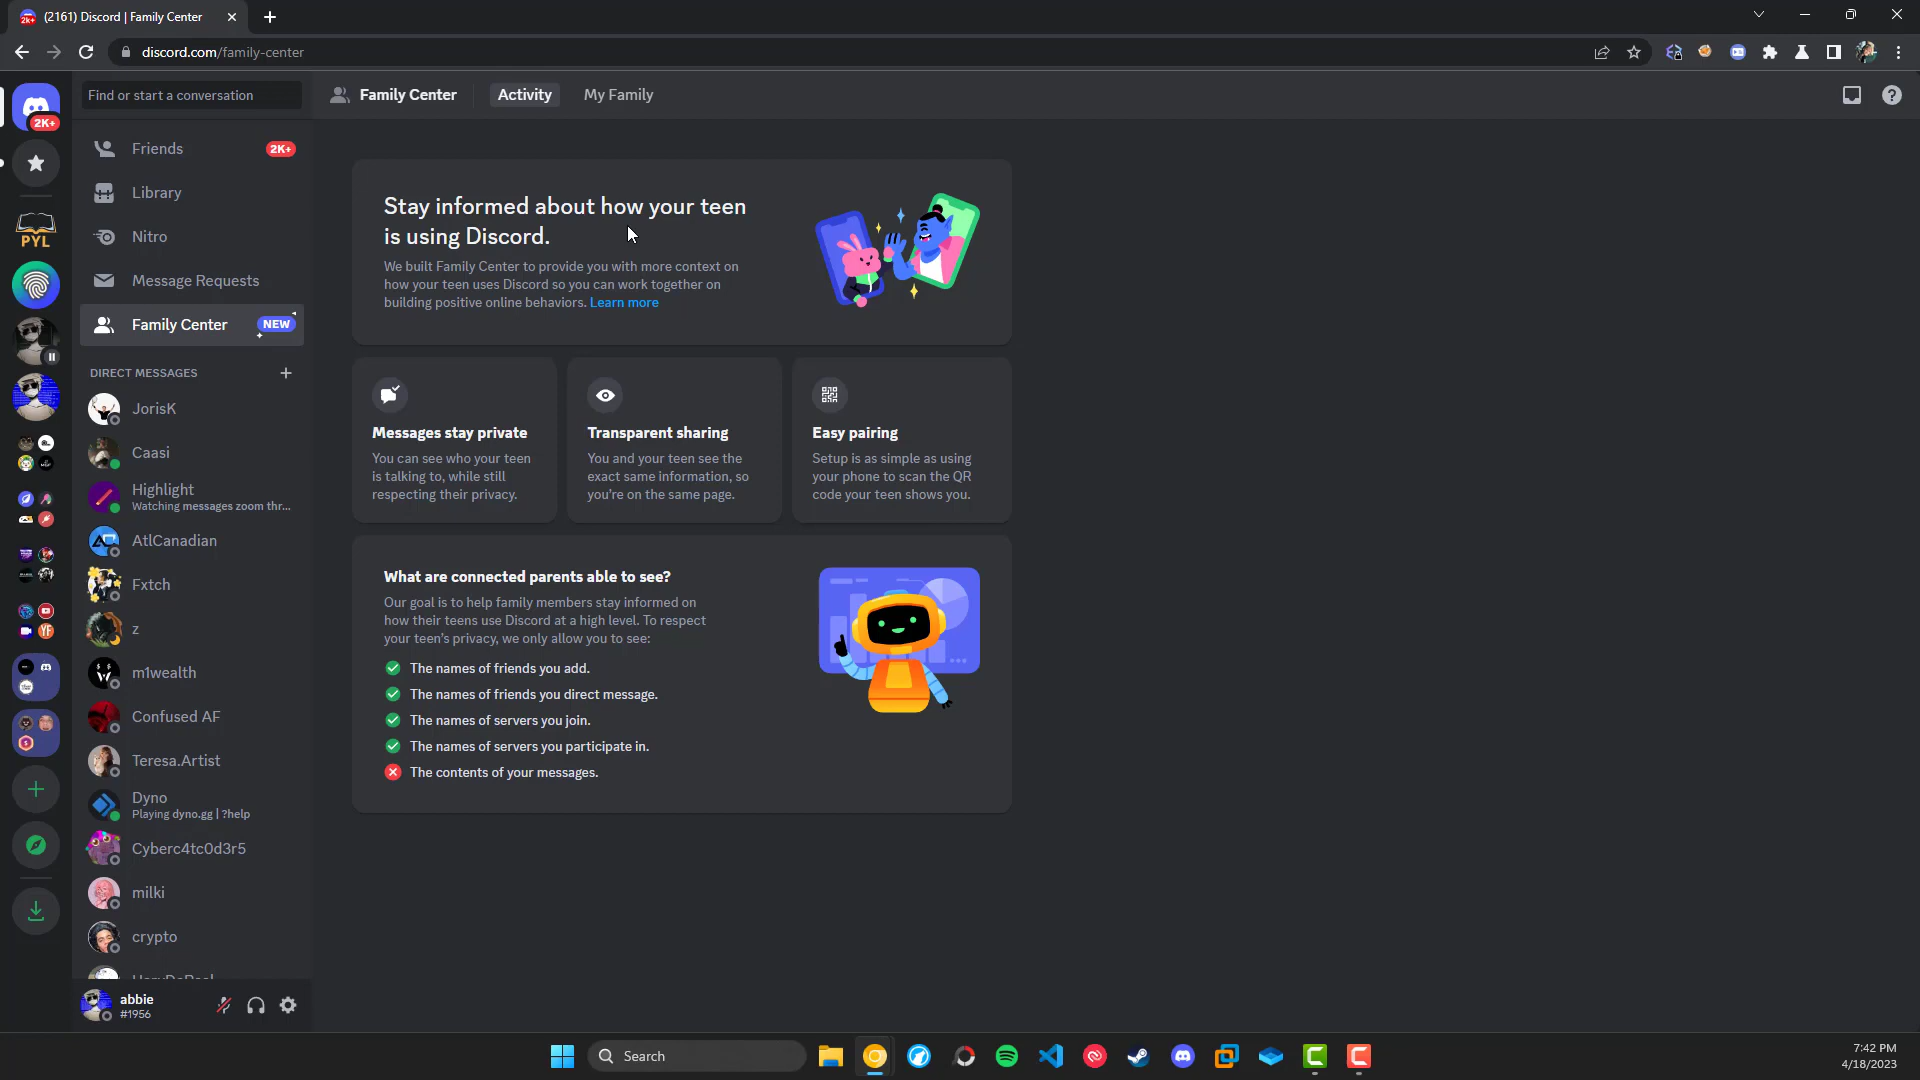 (2161) Discord | Family Center
discord.com/family-center
2K+
Find or start a conversation
Family Center
Activity
My Family
Friends
2K+
Library
Nitro
Message Requests
Family Center
NEW
DIRECT MESSAGES
JorisK
Caasi
Highlight
Watching messages zoom thr...
AtlCanadian
Fxtch
z
m1wealth
Confused AF
Teresa.Artist
Dyno
Playing dyno.gg | ?help
Cyberc4tc0d3r5
milki
crypto
abbie
#1956
PYL
YF
Stay informed about how your teen
is using Discord.
We built Family Center to provide you with more context on
how your teen uses Discord so you can work together on
building positive online behaviors. Learn more
Messages stay private
You can see who your teen
is talking to, while still
respecting their privacy.
Transparent sharing
You and your teen see the
exact same information, so
you're on the same page.
Easy pairing
Setup is as simple as using
your phone to scan the QR
code your teen shows you.
What are connected parents able to see?
Our goal is to help family members stay informed on
how their teens use Discord at a high level. To respect
your teen's privacy, we only allow you to see:
The names of friends you add.
The names of friends you direct message.
The names of servers you join.
The names of servers you participate in.
The contents of your messages.
Search
7:42 PM
4/18/2023